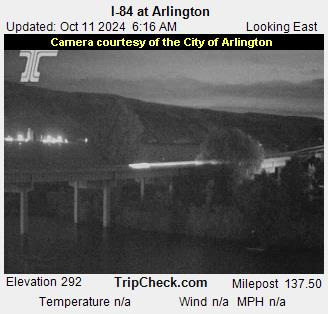 I-84 at Arlington
Updated: Oct 11 2024 6:16 AM Looking East
Camera courtesy of the City of Arlington
Elevation 292 TripCheck.com Milepost 137.50
Temperature n/a Wind n/a MPH n/a